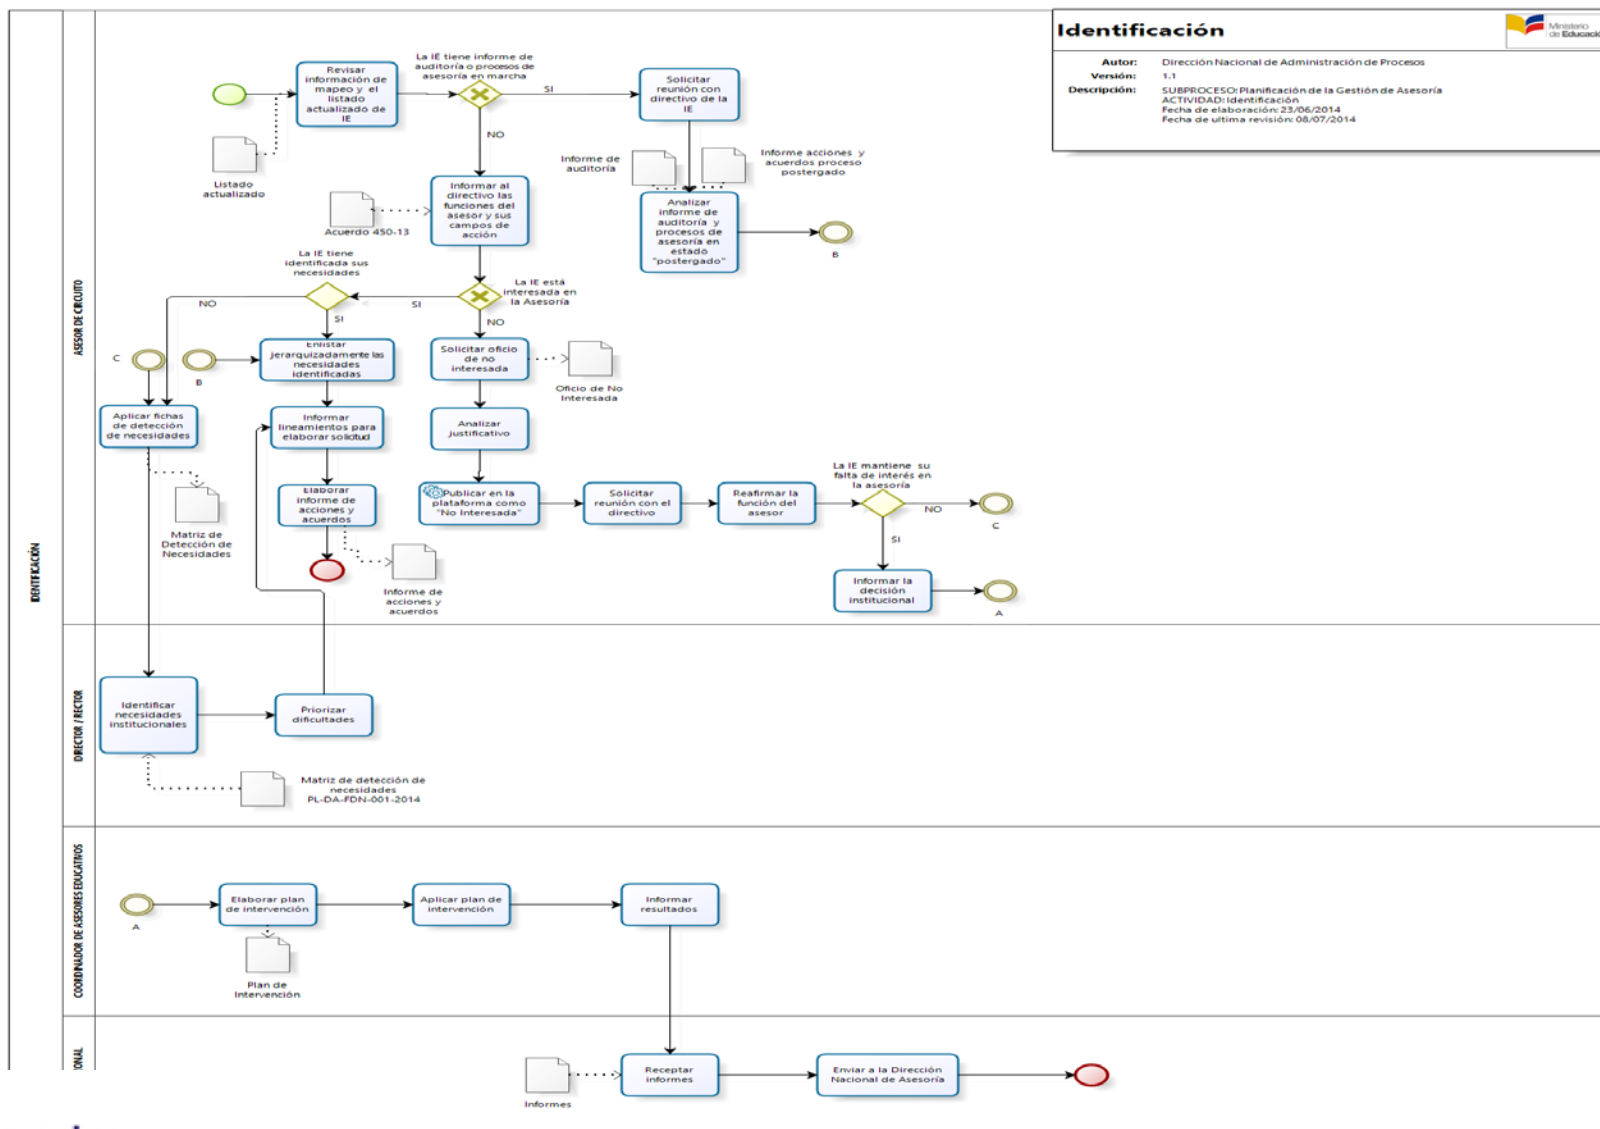 Identificación
Ministerio
de Educació
Autor: Dirección Nacional de Administración de Procesos
Versión: 1.1
Descripción: SUBPROCESO: Planificación de la Gestión de Asesoría
ACTIVIDAD: Identificación
Fecha de elaboración: 23/06/2014
Fecha de ultima revisión: 08/07/2014
IDENTIFICACIÓN
ASESOR DE CIRCUITO
Revisar
información de
mapeo y el
listado
actualizado de
IE
Listado
actualizado
La IE tiene informe de
auditoría o procesos de
asesoría en marcha
SI
NO
Solicitar
reunión con
directivo de la
IE
Informe de
auditoría
Informe acciones y
acuerdos proceso
postergado
Analizar
informe de
auditoría y
procesos de
asesoría en
estado
"postergado"
B
Informar al
directivo las
funciones del
asesor y sus
campos de
acción
Acuerdo 450-13
La IE tiene
identificada sus
necesidades
La IE está
interesada en
la Asesoría
NO
SI
SI
NO
C
B
Enlistar
jerarquizadamente las
necesidades
identificadas
Solicitar oficio
de no
interesada
Oficio de No
Interesada
Aplicar fichas
de detección
de necesidades
Informar
lineamientos para
elaborar solicitud
Analizar
justificativo
Matriz de
Detección de
Necesidades
Elaborar
informe de
acciones y
acuerdos
Informe de
acciones y
acuerdos
Publicar en la
plataforma como
"No Interesada"
Solicitar
reunión con el
directivo
Reafirmar la
función del
asesor
La IE mantiene su
falta de interés en
la asesoría
NO
C
SI
Informar la
decisión
institucional
A
DIRECTOR / RECTOR
Identificar
necesidades
institucionales
Priorizar
dificultades
Matriz de detección de
necesidades
PL-DA-FDN-001-2014
COORDINADOR DE ASESORES EDUCATIVOS
A
Elaborar plan
de intervención
Aplicar plan de
intervención
Informar
resultados
Plan de
Intervención
IONAL
Informes
Receptar
informes
Enviar a la Dirección
Nacional de Asesoría